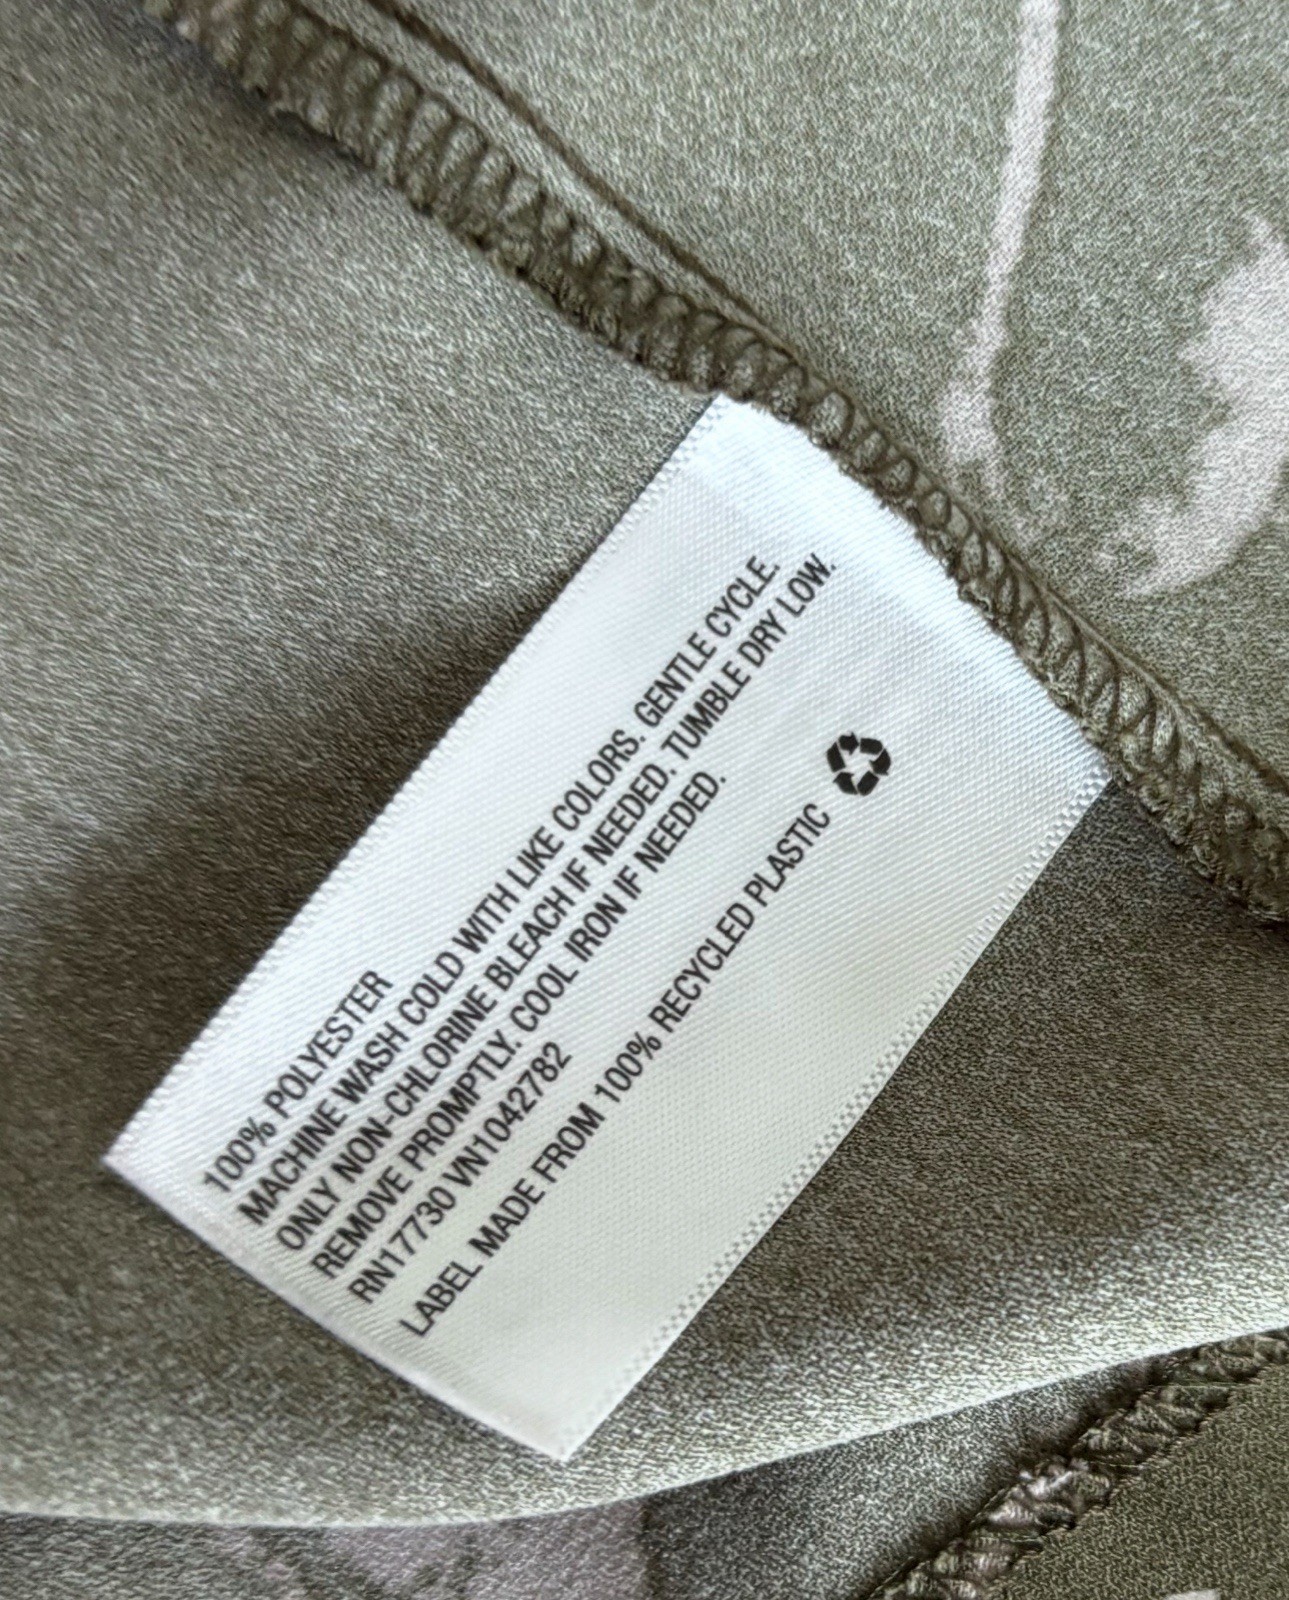 100% POLYESTER
MACHINE WASH COLD WITH LIKE COLORS. GENTLE CYCLE.
ONLY NON-CHLORINE BLEACH IF NEEDED. TUMBLE DRY LOW.
REMOVE PROMPTLY. COOL IRON IF NEEDED.
RN17730 VN1042782
LABEL MADE FROM 100% RECYCLED PLASTIC